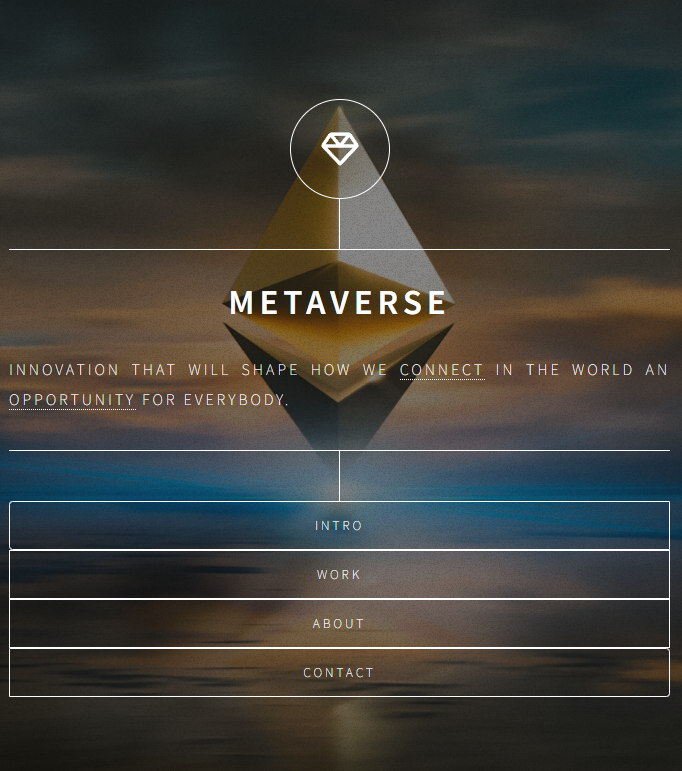 METAVERSE
INNOVATION THAT WILL SHAPE HOW WE CONNECT IN THE WORLD AN
OPPORTUNITY FOR EVERYBODY.
INTRO
WORK
ABOUT
CONTACT